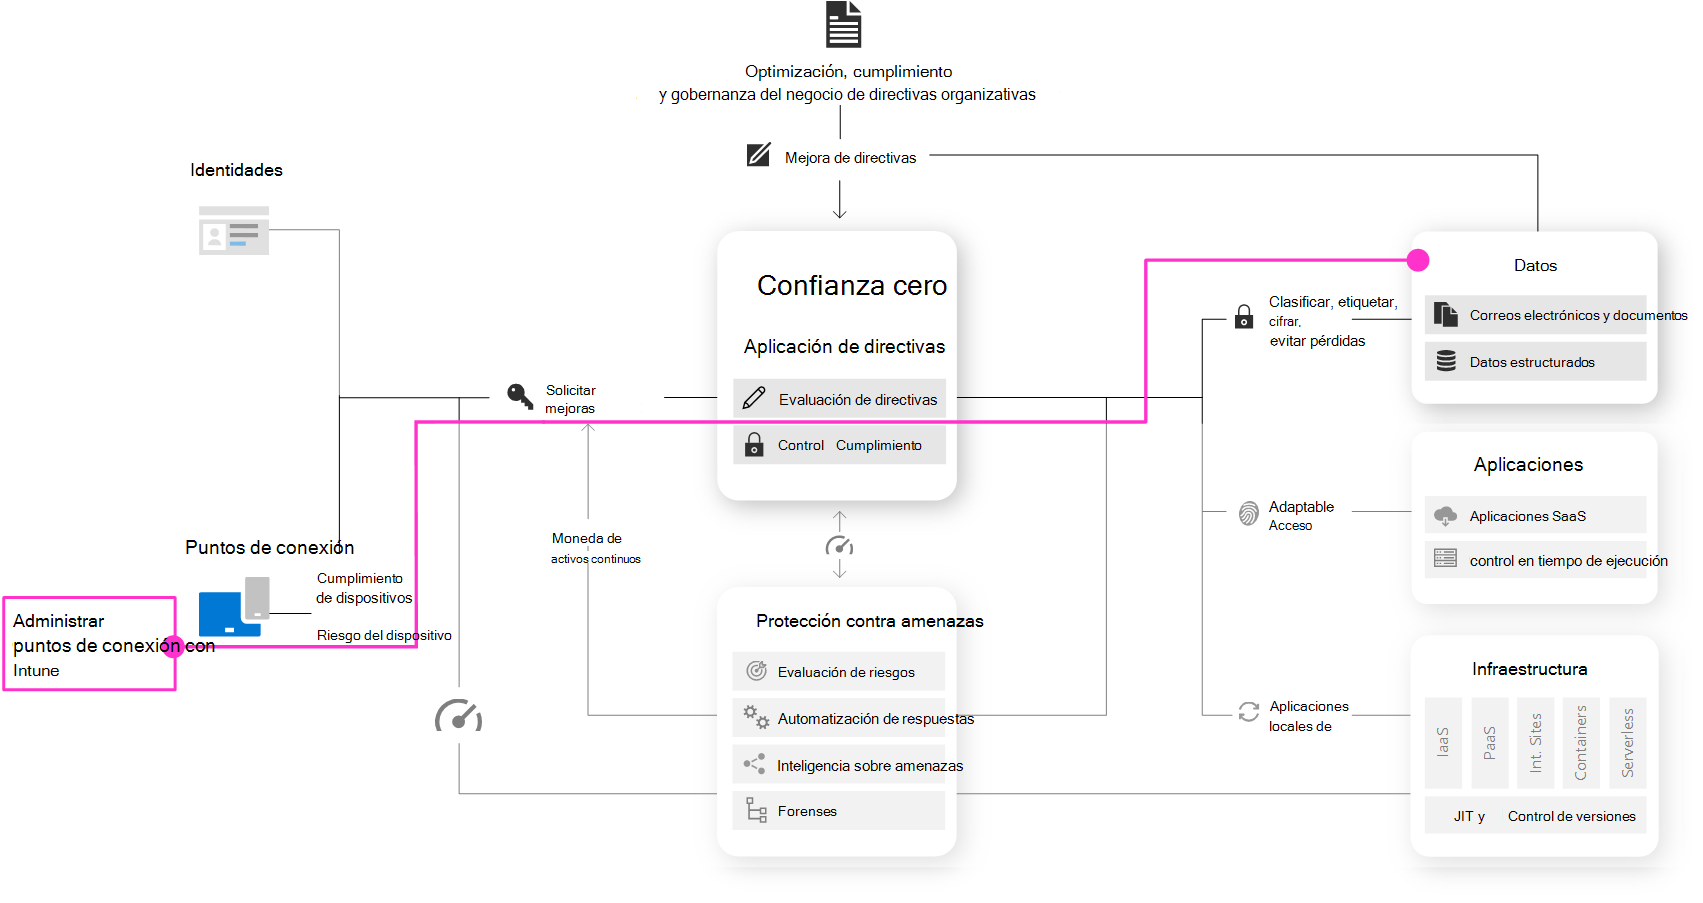 Optimización, cumplimiento
y gobernanza del negocio de directivas organizativas
Mejora de directivas
Identidades
Confianza cero
Aplicación de directivas
Evaluación de directivas
Control Cumplimiento
Solicitar
mejoras
Datos
Clasificar, etiquetar,
cifrar,
evitar pérdidas
Correos electrónicos y documentos
Datos estructurados
Aplicaciones
Adaptable
Acceso
Aplicaciones SaaS
control en tiempo de ejecución
Moneda de
activos continuos
Puntos de conexión
Cumplimiento
de dispositivos
Riesgo del dispositivo
Administrar
puntos de conexión con
Intune
Protección contra amenazas
Evaluación de riesgos
Automatización de respuestas
Inteligencia sobre amenazas
Forenses
Infraestructura
Aplicaciones
locales de
IaaS
PaaS
Int. Sites
Containers
Serverless
JIT y Control de versiones